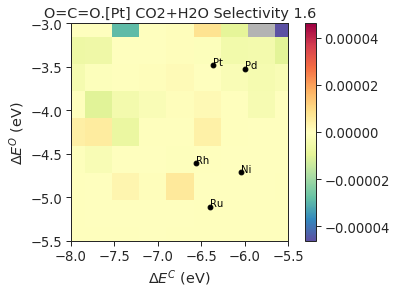 O=C=O.[Pt] CO2+H2O Selectivity 1.6
−3.0
−3.5
−4.0
−4.5
−5.0
−5.5
ΔE^O (eV)
Pt
Pd
Rh
Ni
Ru
−8.0 −7.5 −7.0 −6.5 −6.0 −5.5
ΔE^C (eV)
0.00004
0.00002
0.00000
−0.00002
−0.00004